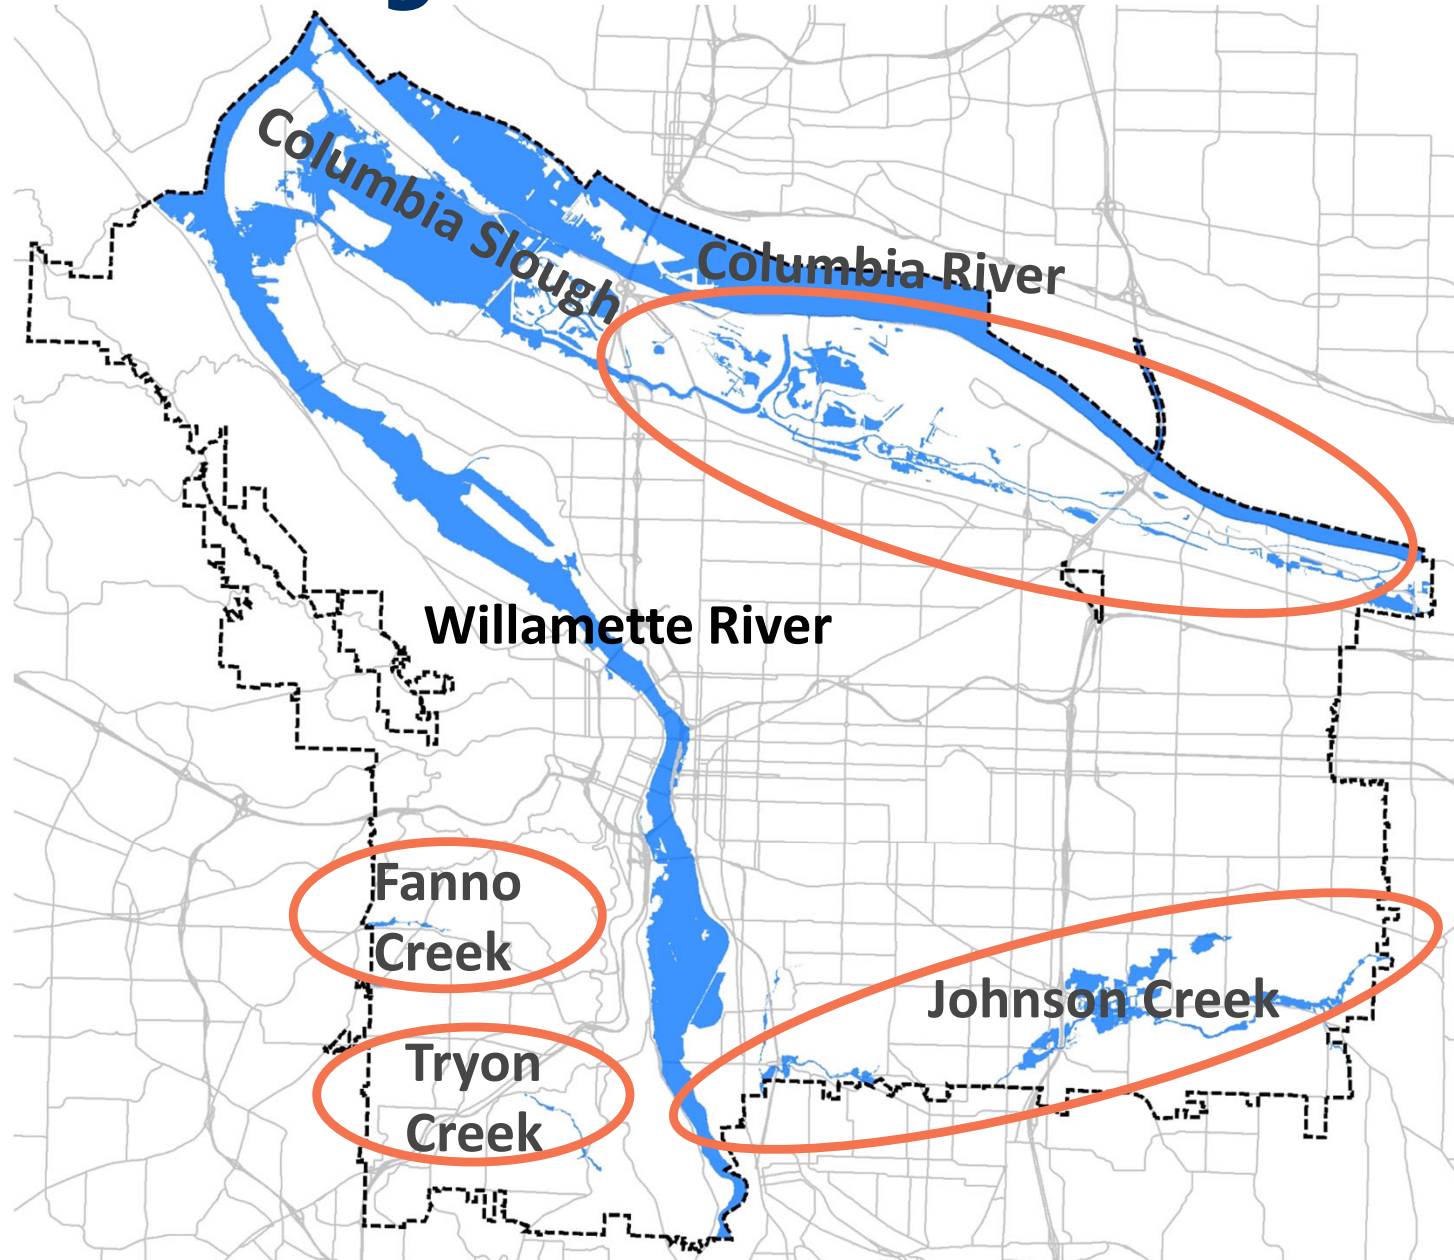 Columbia Slough
Columbia River
Willamette River
Fanno
Creek
Johnson Creek
Tryon
Creek